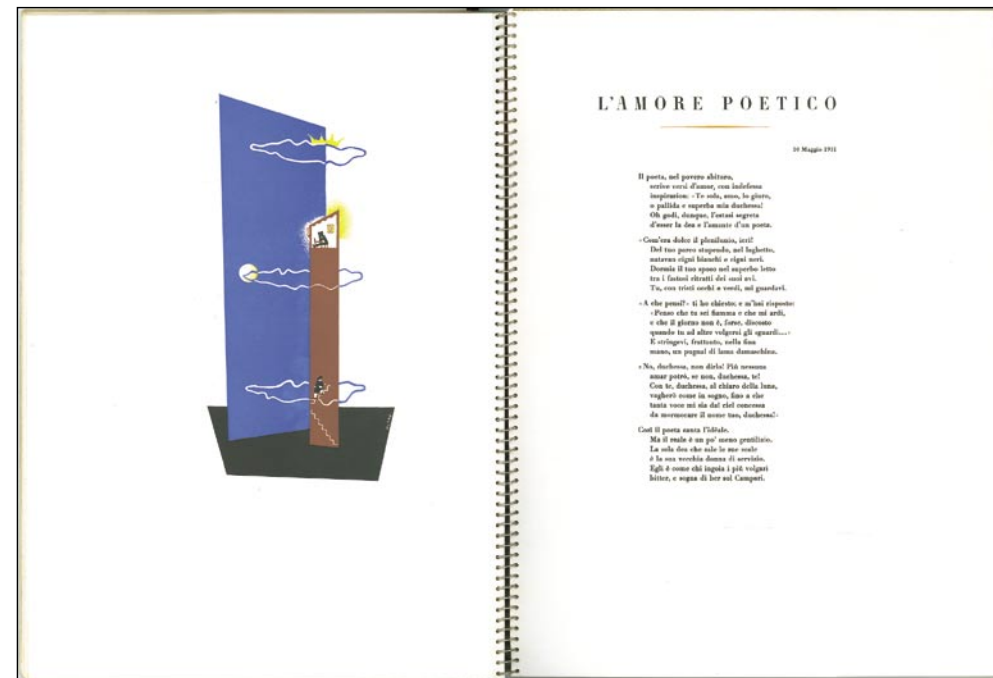 L'AMORE POETICO
10 Maggio 1911
Il poeta, nel povero abituro,
scrive versi d'amor, con indefessa
inspirazion: «Te sola, amo, lo giuro,
o pallida e superba mia duchessa!
Oh godi, dunque, l'estasi segreta
d'esser la dea e l'amante d'un poeta.
«Com'era dolce il plenilunio, ieri!
Del tuo parco stupendo, nel laghetto,
nuotavan cigni bianchi e cigni neri.
Dormia il tuo sposo nel superbo letto
tra i fastosi ritratti dei suoi avi.
Tu, con tristi occhi e verdi, mi guardavi.
«A che pensi?» ti ho chiesto; e m'hai risposto:
«Penso che tu sei fiamma e che mi ardi,
e che il giorno non è, forse, discosto
quando tu ad altre volgerai gli sguardi....»
E stringevi, frattanto, nella fina
mano, un pugnal di lama damaschina.
«No, duchessa, non dirlo! Più nessuna
amar potrò, se non, duchessa, te!
Con te, duchessa, al chiaro della luna,
vagherò come in sogno, fino a che
tanta voce mi sia dal ciel concessa
da mormorare il nome tuo, duchessa!»
Così il poeta canta l'idëale.
Ma il reale è un po' meno gentilizio.
La sola dea che sale le sue scale
è la sua vecchia donna di servizio.
Egli è come chi ingoia i più volgari
bitter, e sogna di ber sol Campari.